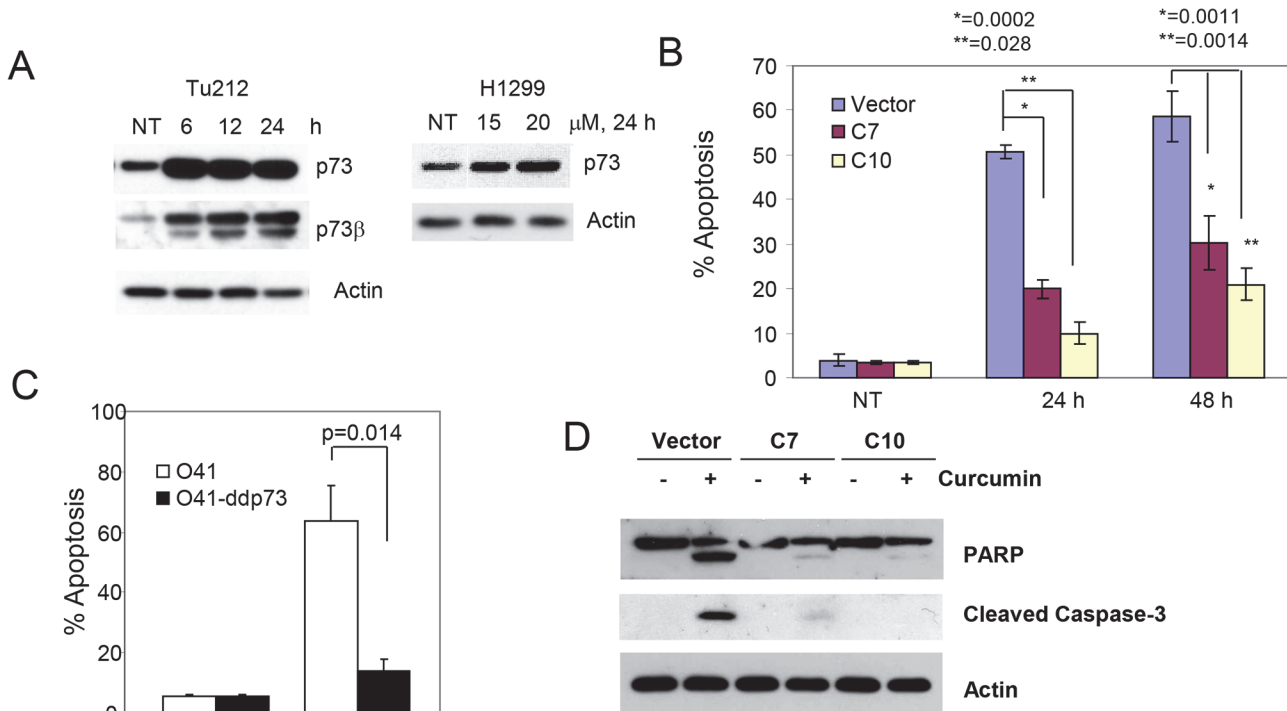 A
Tu212
NT 6 12 24 h
p73
p73β
Actin
H1299
NT 15 20 μM, 24 h
p73
Actin
B
*=0.0002
**=0.028
*=0.0011
**=0.0014
% Apoptosis
70
60
50
40
30
20
10
0
Vector
C7
C10
**
*
*
**
NT 24 h 48 h
C
% Apoptosis
100
80
60
40
20
0
p=0.014
O41
O41-ddp73
D
Vector C7 C10
- + - + - + Curcumin
PARP
Cleaved Caspase-3
Actin